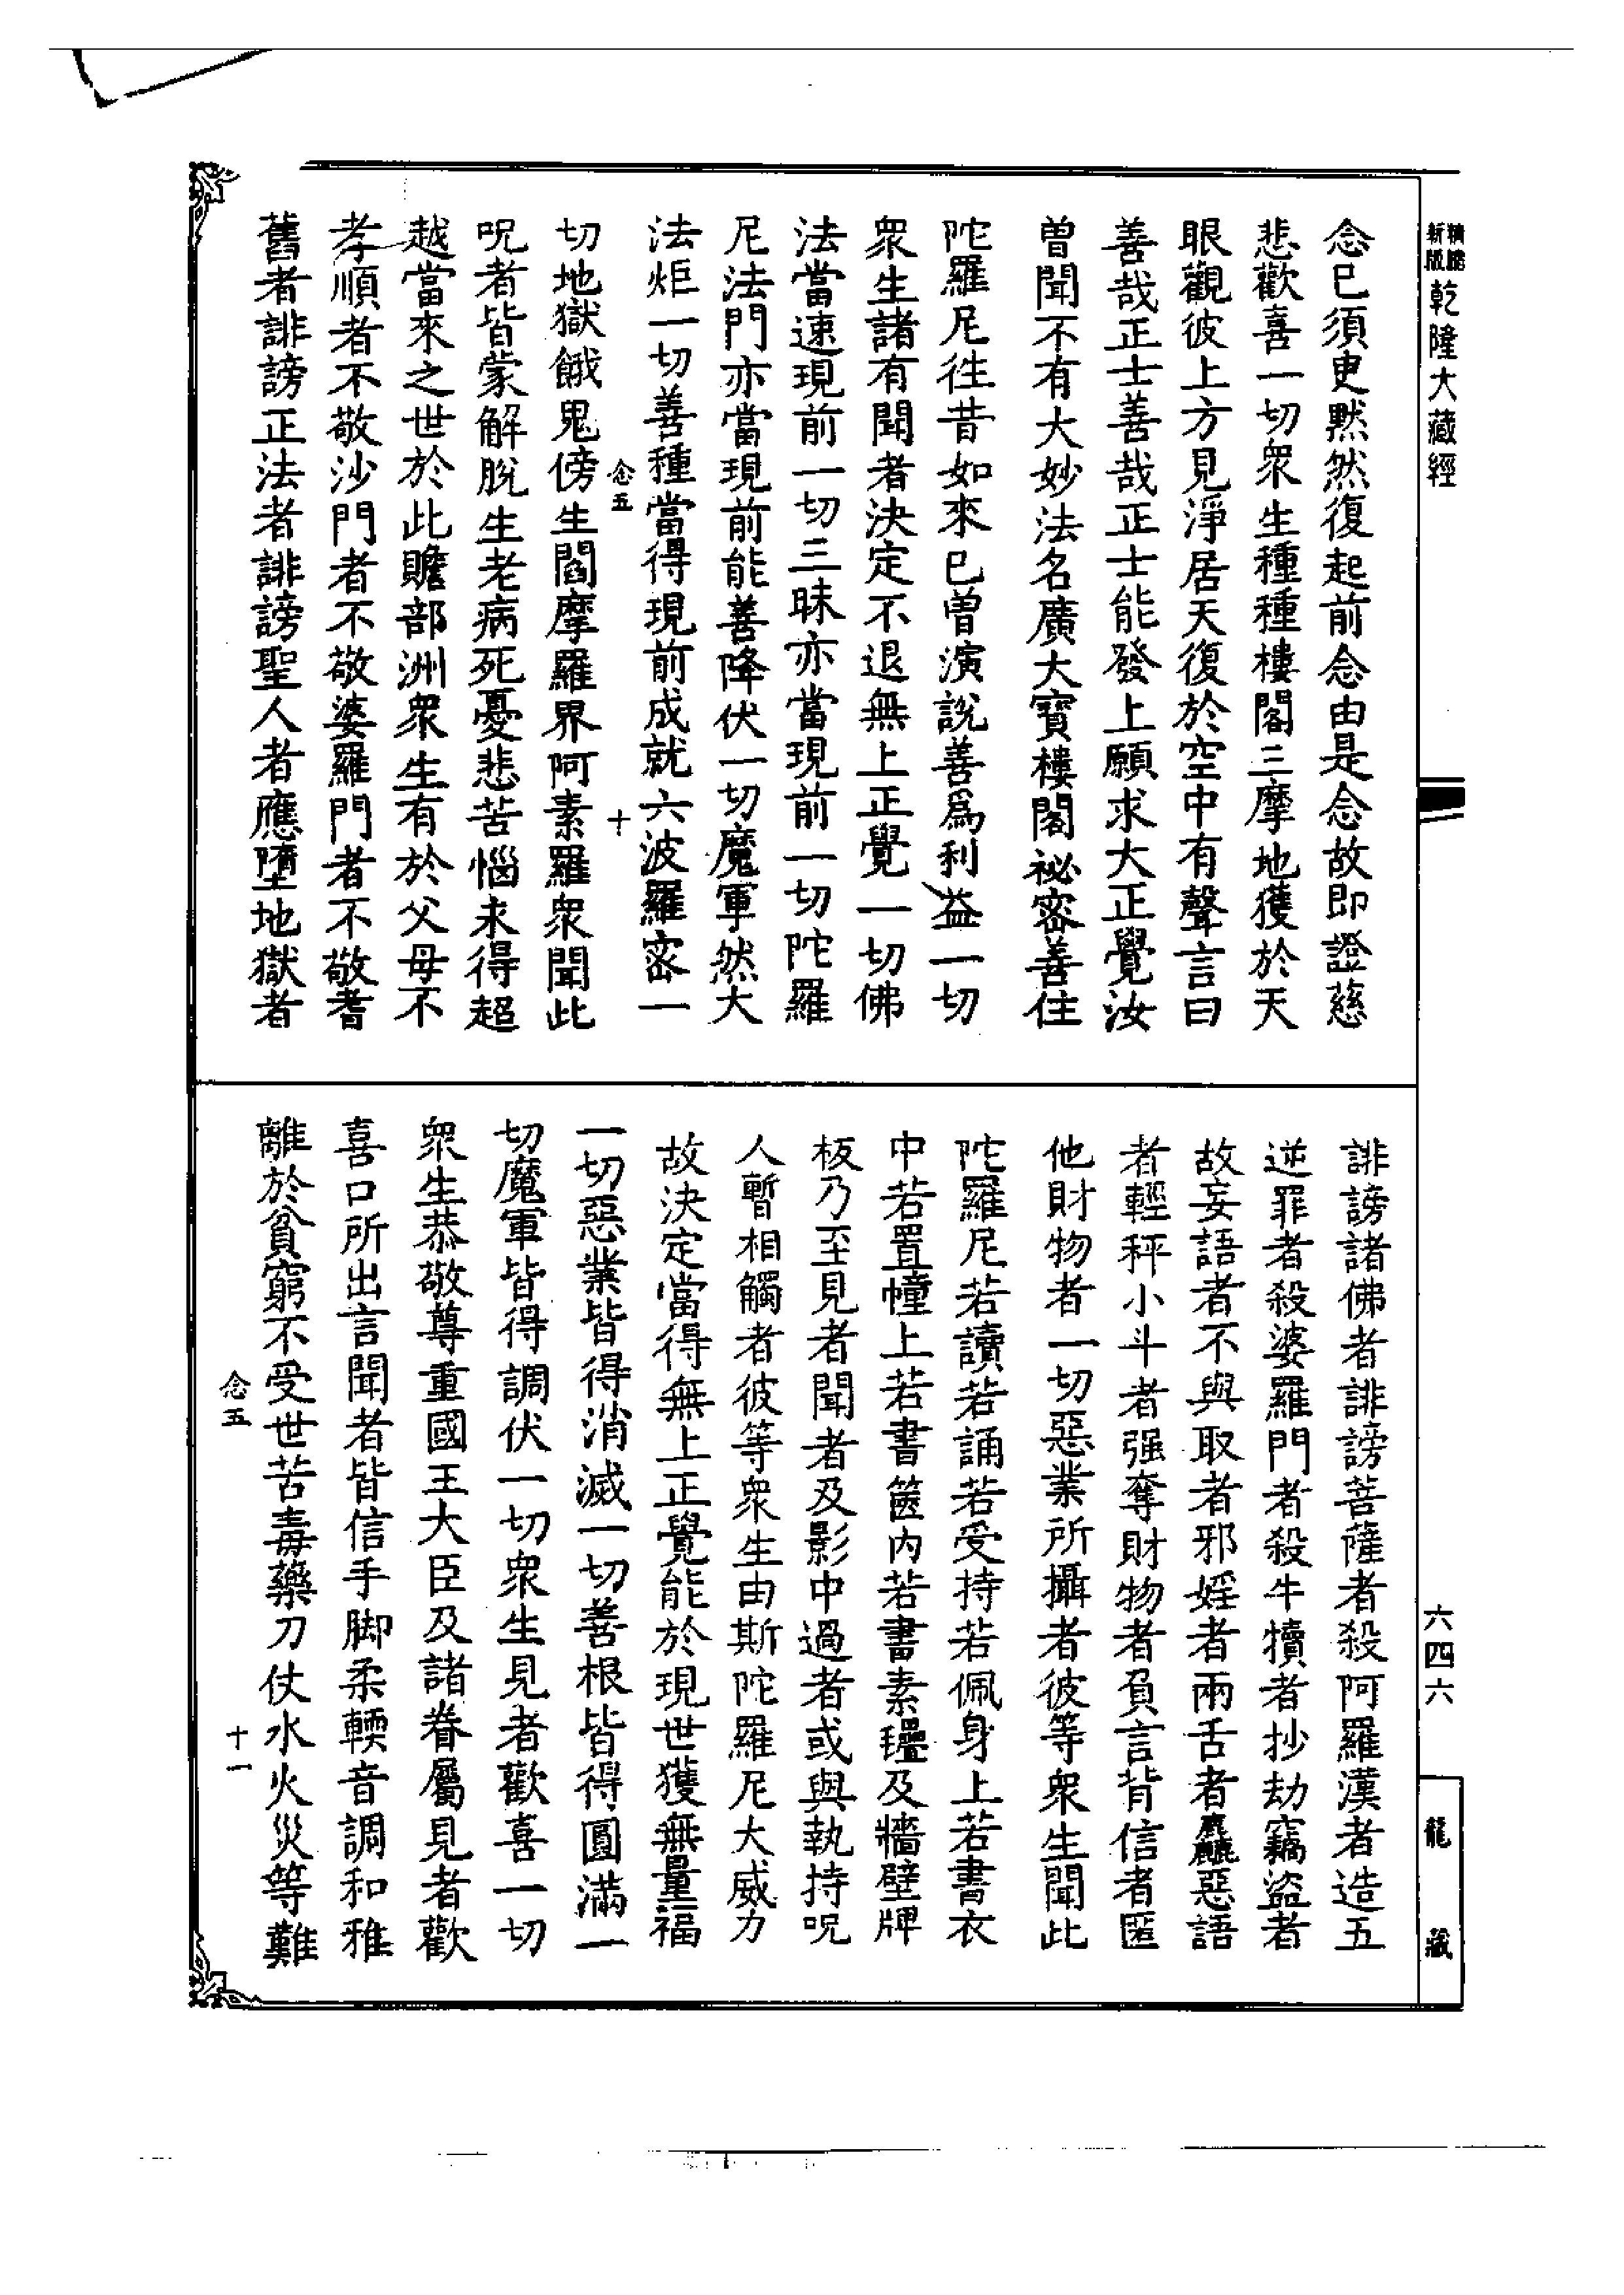 新版
乾隆大藏經
念已須臾默然復起前念由是念故即證慈
悲歡喜一切眾生種種樓閣三摩地獲於天
眼觀彼上方見淨居天復於空中有聲言曰
善哉正士善哉正士能發上願求大正覺汝
曾聞不有大妙法名廣大寶樓閣祕密善住
陀羅尼往昔如來已曾演說善為利益一切
眾生諸有聞者決定不退無上正覺一切佛
法當速現前一切三昧亦當現前一切陀羅
尼法門亦當現前能善降伏一切魔軍然大
法炬一切善種當得現前成就六波羅密一
念五 十
切地獄餓鬼傍生閻摩羅界阿素羅眾聞此
呪者皆蒙解脫生老病死憂悲苦惱未得超
越當來之世於此贍部洲眾生有於父母不
孝順者不敬沙門者不敬婆羅門者不敬耆
舊者誹謗正法者誹謗聖人者應墮地獄者
誹謗諸佛者誹謗菩薩者殺阿羅漢者造五
逆罪者殺婆羅門者殺牛犢者抄劫竊盜者
故妄語者不與取者邪婬者兩舌者麤惡語
者輕秤小斗者强奪財物者負言背信者匿
他財物者一切惡業所攝者彼等眾生聞此
陀羅尼若讀若誦若受持若佩身上若書衣
中若置幢上若書篋內若書素氎及牆壁牌
板乃至見者聞者及影中過者或與執持呪
人暫相觸者彼等眾生由斯陀羅尼大威力
故決定當得無上正覺能於現世獲無量福
一切惡業皆得消滅一切善根皆得圓滿一
切魔軍皆得調伏一切眾生見者歡喜一切
眾生恭敬尊重國王大臣及諸眷屬見者歡
喜口所出言聞者皆信手脚柔輭音調和雅
離於貧窮不受世苦毒藥刀仗水火災等難
念五 十一
六四六
龍藏